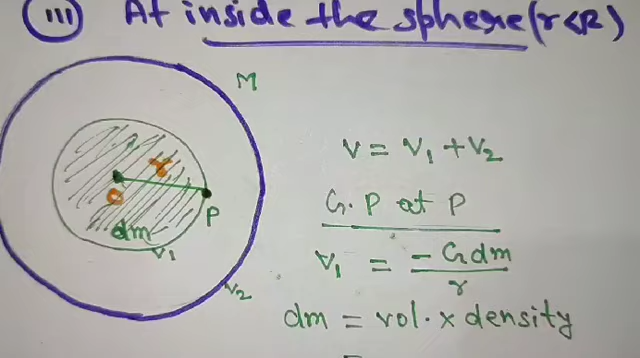 (iii) At inside the sphere (r<R)
M
V = V₁ + V₂
r
G.P at P
O
P
dm
V₁
V₁ = -Gdm/r
V₂
dm = vol. x density
=